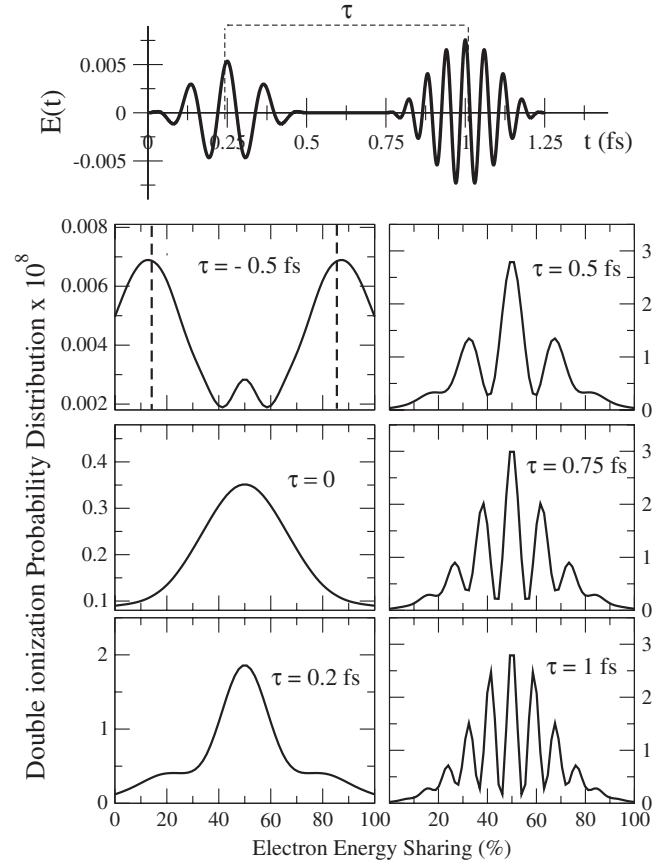 τ
E(t)
0.005
0
-0.005
0 0.25 0.5 0.75 1 1.25 t (fs)
Double ionization Probability Distribution x 10⁸
0.008
0.006
0.004
0.002
τ = - 0.5 fs
3
2
1
0
τ = 0.5 fs
0.4
0.3
0.2
0.1
τ = 0
3
2
1
0
τ = 0.75 fs
2
1
0
τ = 0.2 fs
3
2
1
0
τ = 1 fs
0 20 40 60 80 100
0 20 40 60 80 100
Electron Energy Sharing (%)